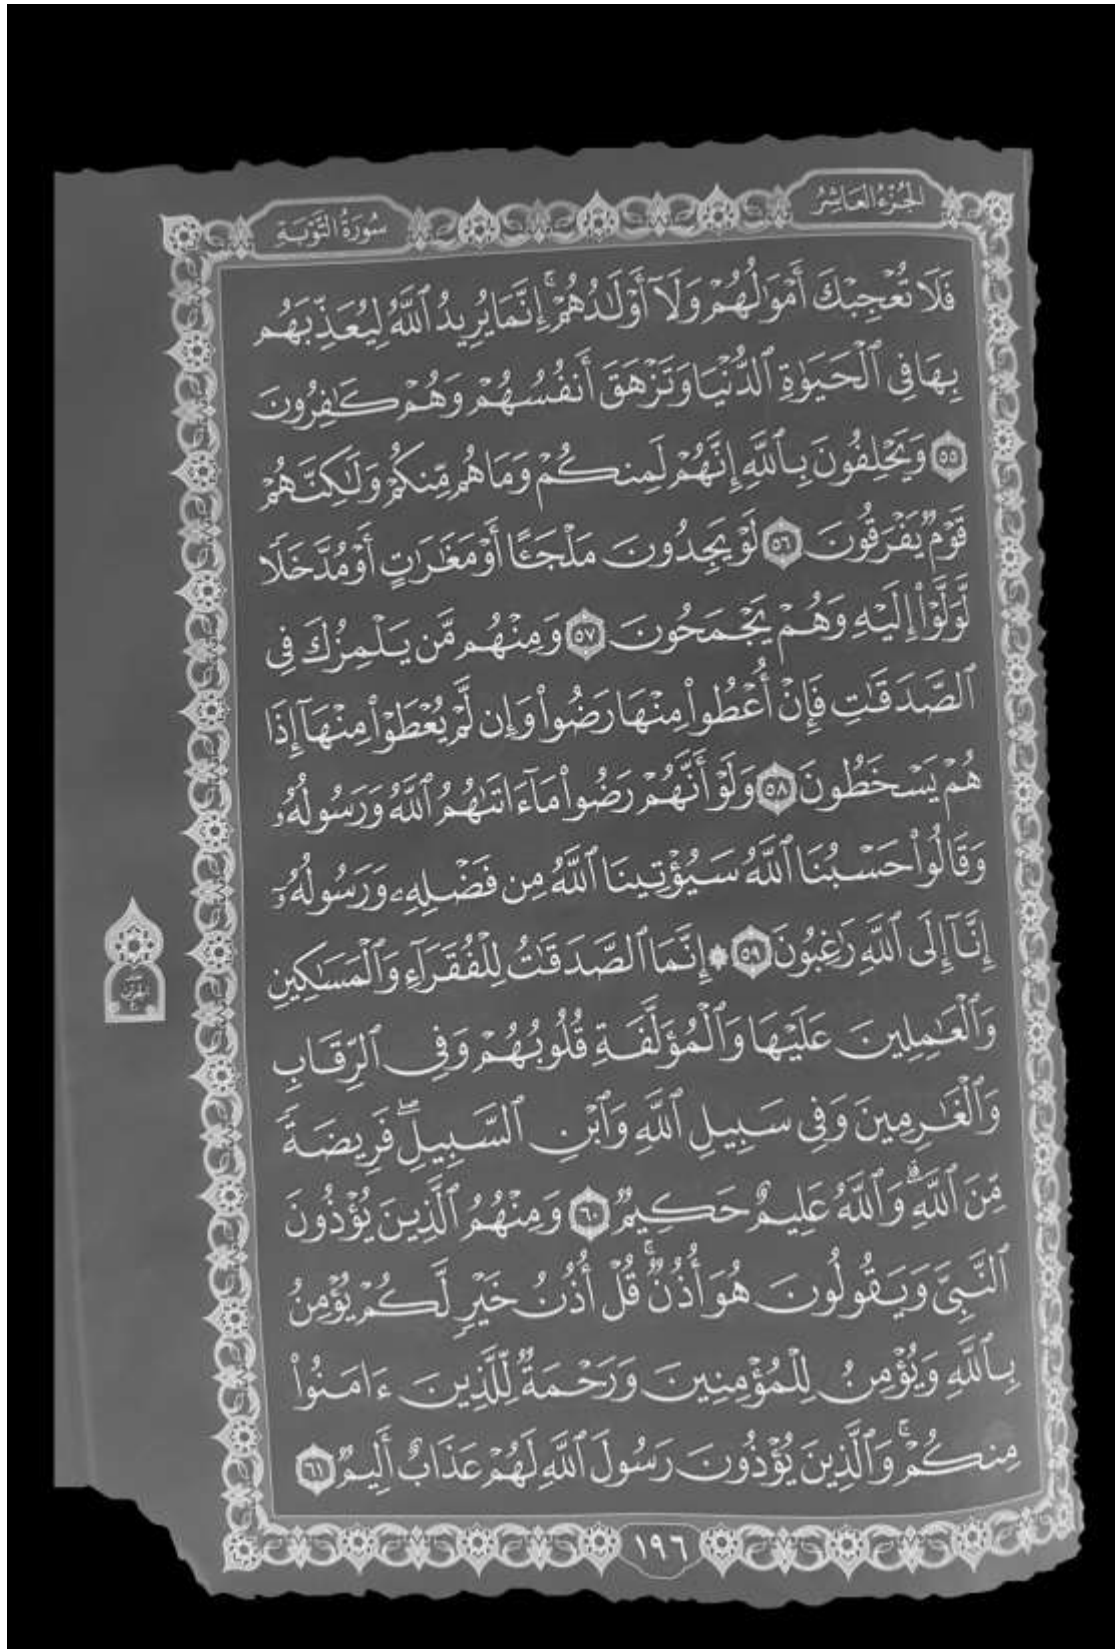 الجزء العاشر
سورة التوبة
فَلَا تُعْجِبْكَ أَمْوَٰلُهُمْ وَلَآ أَوْلَٰدُهُمْ ۚ إِنَّمَا يُرِيدُ ٱللَّهُ لِيُعَذِّبَهُم
بِهَا فِى ٱلْحَيَوٰةِ ٱلدُّنْيَا وَتَزْهَقَ أَنفُسُهُمْ وَهُمْ كَٰفِرُونَ
٥٥ وَيَحْلِفُونَ بِٱللَّهِ إِنَّهُمْ لَمِنكُمْ وَمَا هُم مِّنكُمْ وَلَٰكِنَّهُمْ
قَوْمٌ يَفْرَقُونَ ٥٦ لَوْ يَجِدُونَ مَلْجَـًٔا أَوْ مَغَٰرَٰتٍ أَوْ مُدَّخَلًا
لَّوَلَّوْا۟ إِلَيْهِ وَهُمْ يَجْمَحُونَ ٥٧ وَمِنْهُم مَّن يَلْمِزُكَ فِى
ٱلصَّدَقَٰتِ فَإِنْ أُعْطُوا۟ مِنْهَا رَضُوا۟ وَإِن لَّمْ يُعْطَوْا۟ مِنْهَآ إِذَا
هُمْ يَسْخَطُونَ ٥٨ وَلَوْ أَنَّهُمْ رَضُوا۟ مَآ ءَاتَىٰهُمُ ٱللَّهُ وَرَسُولُهُۥ
وَقَالُوا۟ حَسْبُنَا ٱللَّهُ سَيُؤْتِينَا ٱللَّهُ مِن فَضْلِهِۦ وَرَسُولُهُۥٓ
إِنَّآ إِلَى ٱللَّهِ رَٰغِبُونَ ٥٩ ۞ إِنَّمَا ٱلصَّدَقَٰتُ لِلْفُقَرَآءِ وَٱلْمَسَٰكِينِ
وَٱلْعَٰمِلِينَ عَلَيْهَا وَٱلْمُؤَلَّفَةِ قُلُوبُهُمْ وَفِى ٱلرِّقَابِ
وَٱلْغَٰرِمِينَ وَفِى سَبِيلِ ٱللَّهِ وَٱبْنِ ٱلسَّبِيلِ ۖ فَرِيضَةً
مِّنَ ٱللَّهِ ۗ وَٱللَّهُ عَلِيمٌ حَكِيمٌ ٦٠ وَمِنْهُمُ ٱلَّذِينَ يُؤْذُونَ
ٱلنَّبِىَّ وَيَقُولُونَ هُوَ أُذُنٌ ۚ قُلْ أُذُنُ خَيْرٍ لَّكُمْ يُؤْمِنُ
بِٱللَّهِ وَيُؤْمِنُ لِلْمُؤْمِنِينَ وَرَحْمَةٌ لِّلَّذِينَ ءَامَنُوا۟
مِنكُمْ ۚ وَٱلَّذِينَ يُؤْذُونَ رَسُولَ ٱللَّهِ لَهُمْ عَذَابٌ أَلِيمٌ ٦١
١٩٦